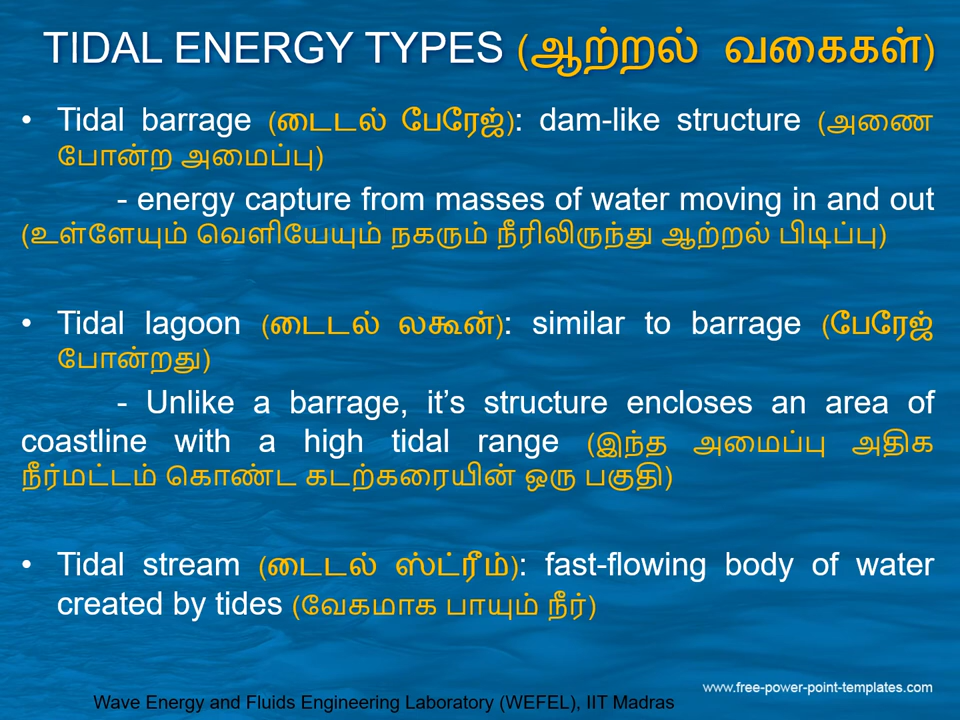 TIDAL ENERGY TYPES (ஆற்றல் வகைகள்)
• Tidal barrage (டைடல் பேரேஜ்): dam-like structure (அணை
போன்ற அமைப்பு)
- energy capture from masses of water moving in and out
(உள்ளேயும் வெளியேயும் நகரும் நீரிலிருந்து ஆற்றல் பிடிப்பு)
• Tidal lagoon (டைடல் லகூன்): similar to barrage (பேரேஜ்
போன்றது)
- Unlike a barrage, it’s structure encloses an area of
coastline with a high tidal range (இந்த அமைப்பு அதிக
நீர்மட்டம் கொண்ட கடற்கரையின் ஒரு பகுதி)
• Tidal stream (டைடல் ஸ்ட்ரீம்): fast-flowing body of water
created by tides (வேகமாக பாயும் நீர்)
www.free-power-point-templates.com
Wave Energy and Fluids Engineering Laboratory (WEFEL), IIT Madras